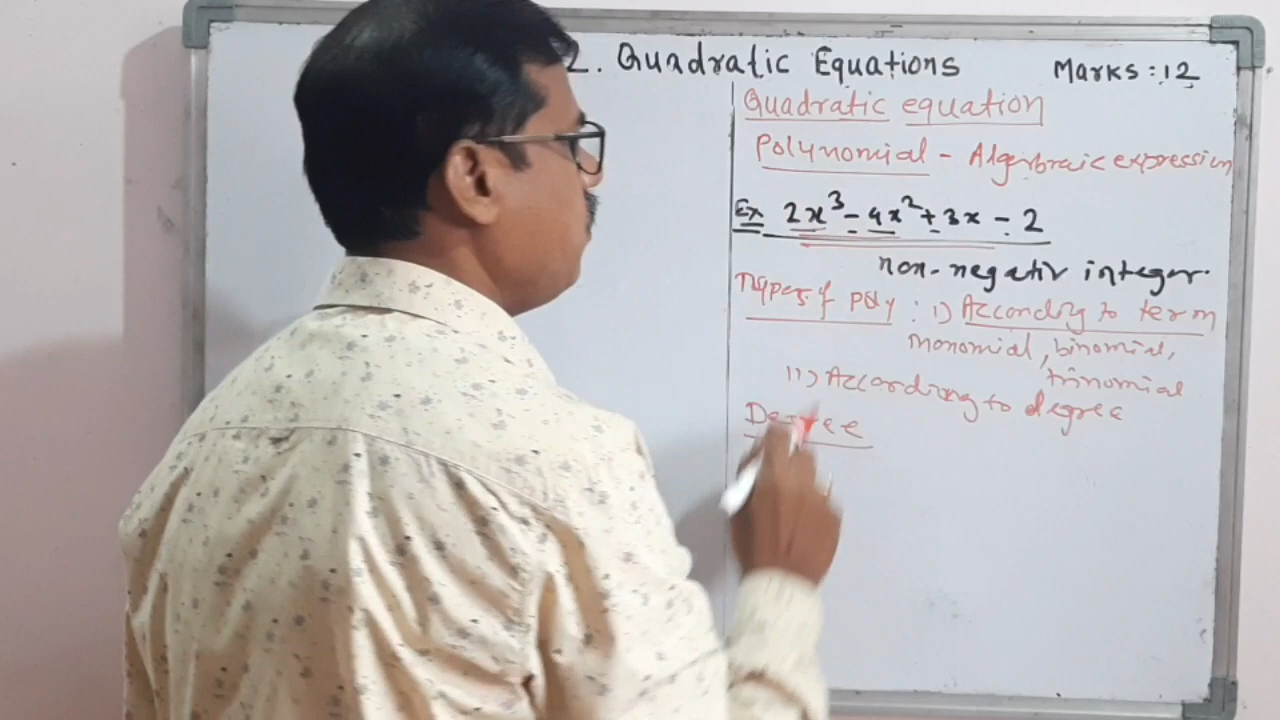 2. Quadratic Equations Marks: 12
Quadratic equation
Polynomial - Algebraic expression
Ex 2x³ - 4x² + 3x - 2
non-negativ integer.
Types of poly : i) According to term
monomial, binomial,
trinomial
ii) According to degree
Degree